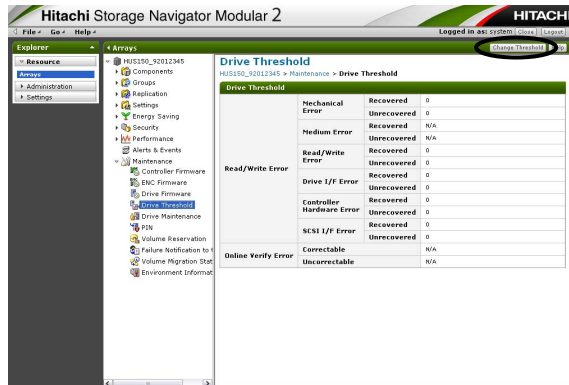 Hitachi Storage Navigator Modular 2
HITACHI
File Go Help
Logged in as: system Close Logout
Explorer
Arrays
Change Threshold Help
Resource
Arrays
Administration
Settings
HUS150_92012345
Components
Groups
Replication
Settings
Energy Saving
Security
Performance
Alerts & Events
Maintenance
Controller Firmware
ENC Firmware
Drive Firmware
Drive Threshold
Drive Maintenance
PIN
Volume Reservation
Failure Notification to
Volume Migration Stat
Environment Informat
Drive Threshold
HUS150_92012345 > Maintenance > Drive Threshold
Drive Threshold
Read/Write Error
Mechanical Error
Recovered 0
Unrecovered 0
Medium Error
Recovered N/A
Unrecovered N/A
Read/Write Error
Recovered 0
Unrecovered 0
Drive I/F Error
Recovered 0
Unrecovered 0
Controller Hardware Error
Recovered 0
Unrecovered 0
SCSI I/F Error
Recovered 0
Unrecovered 0
Online Verify Error
Correctable N/A
Uncorrectable N/A